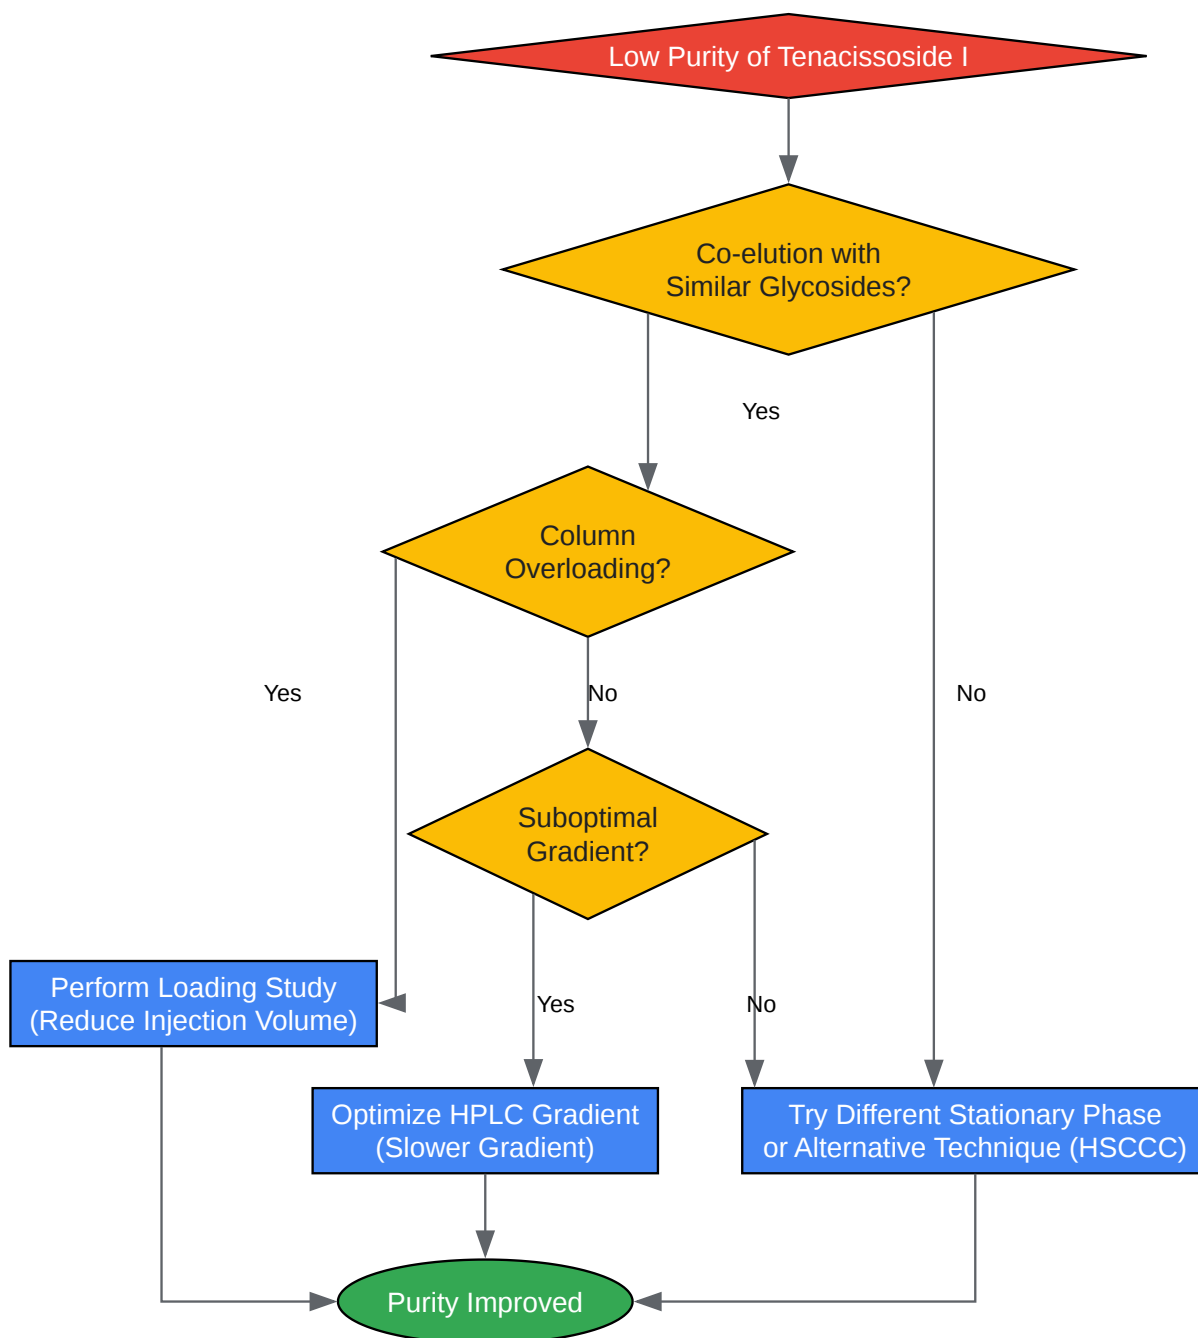 Low Purity of Tenacissoside I
Co-elution with
Similar Glycosides?
Yes
Column
Overloading?
Yes
No
No
Suboptimal
Gradient?
Perform Loading Study
(Reduce Injection Volume)
Yes
No
Optimize HPLC Gradient
(Slower Gradient)
Try Different Stationary Phase
or Alternative Technique (HSCCC)
Purity Improved